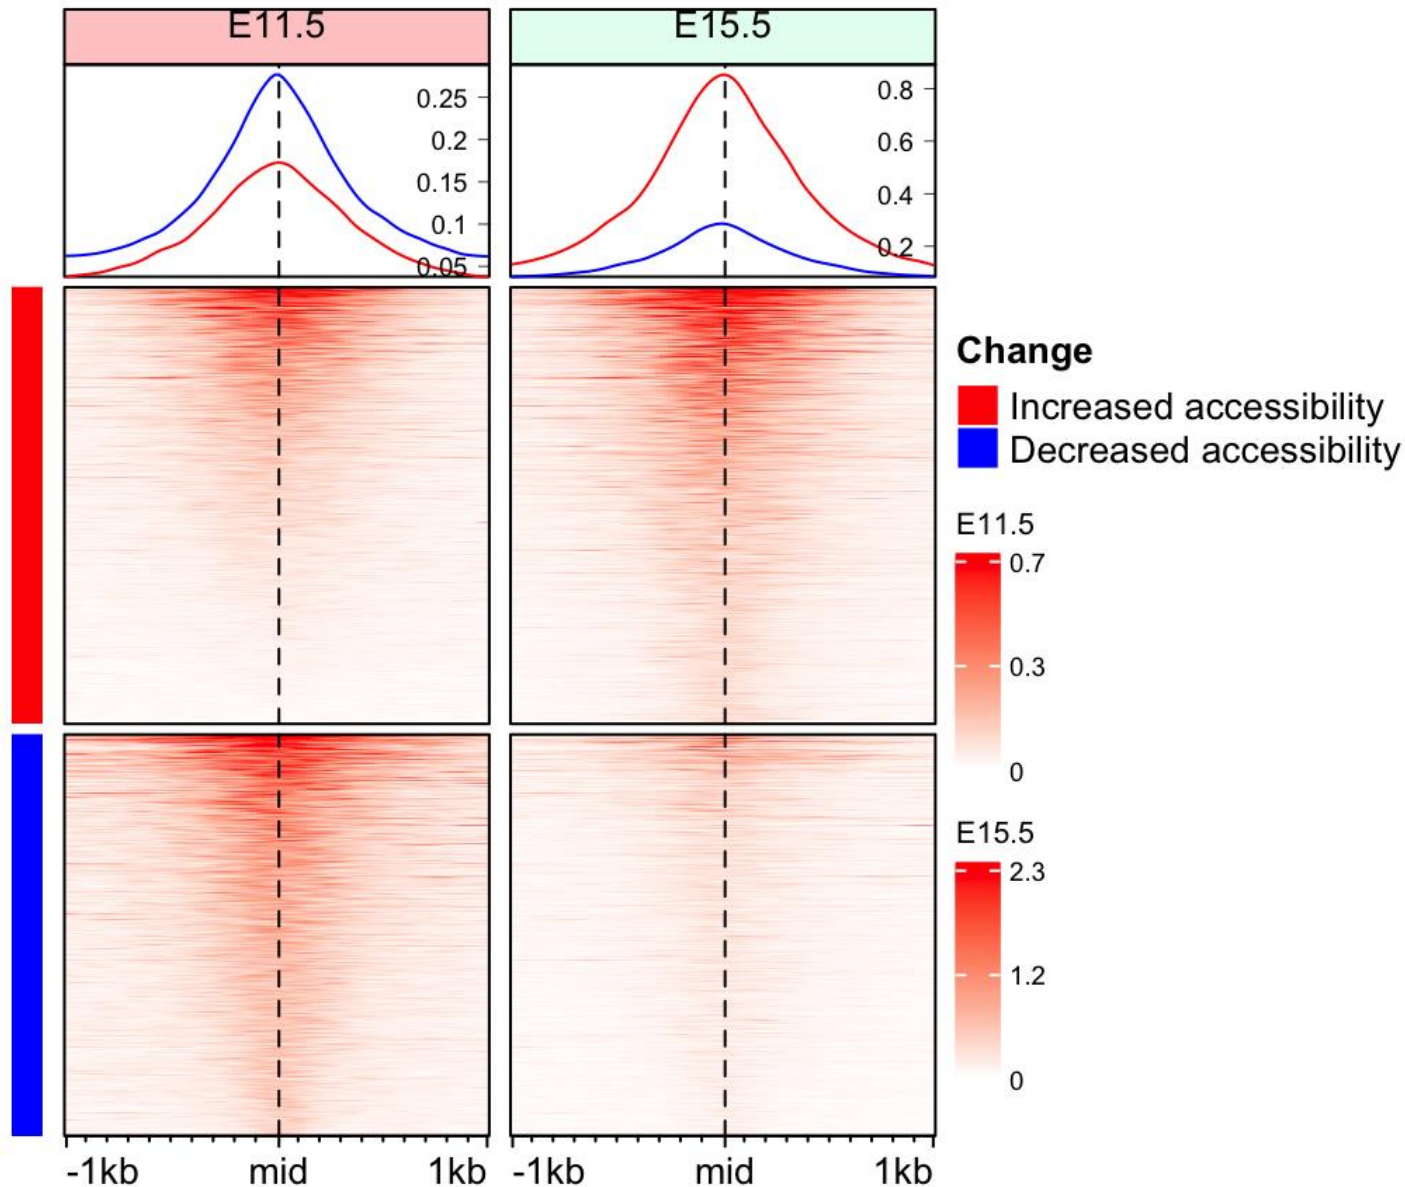 E11.5
E15.5
0.25
0.2
0.15
0.1
0.05
0.8
0.6
0.4
0.2
Change
Increased accessibility
Decreased accessibility
E11.5
0.7
0.3
0
E15.5
2.3
1.2
0
-1kb mid 1kb
-1kb mid 1kb